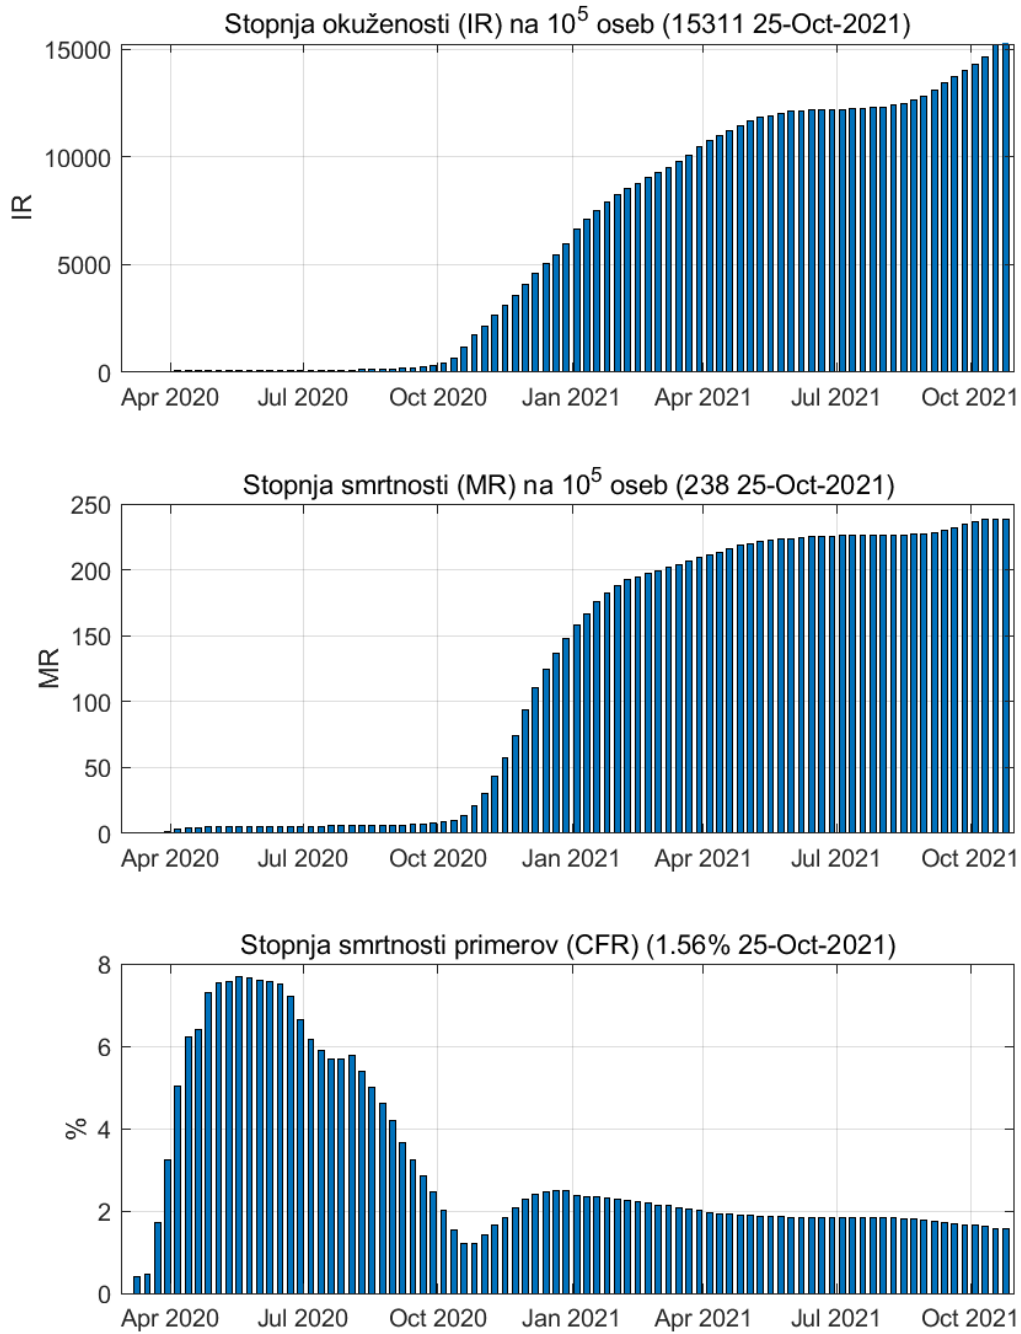 Stopnja okuženosti (IR) na 10^5 oseb (15311 25-Oct-2021)
15000
10000
5000
0
IR
Apr 2020 Jul 2020 Oct 2020 Jan 2021 Apr 2021 Jul 2021 Oct 2021
Stopnja smrtnosti (MR) na 10^5 oseb (238 25-Oct-2021)
250
200
150
100
50
0
MR
Apr 2020 Jul 2020 Oct 2020 Jan 2021 Apr 2021 Jul 2021 Oct 2021
Stopnja smrtnosti primerov (CFR) (1.56% 25-Oct-2021)
8
6
4
2
0
%
Apr 2020 Jul 2020 Oct 2020 Jan 2021 Apr 2021 Jul 2021 Oct 2021